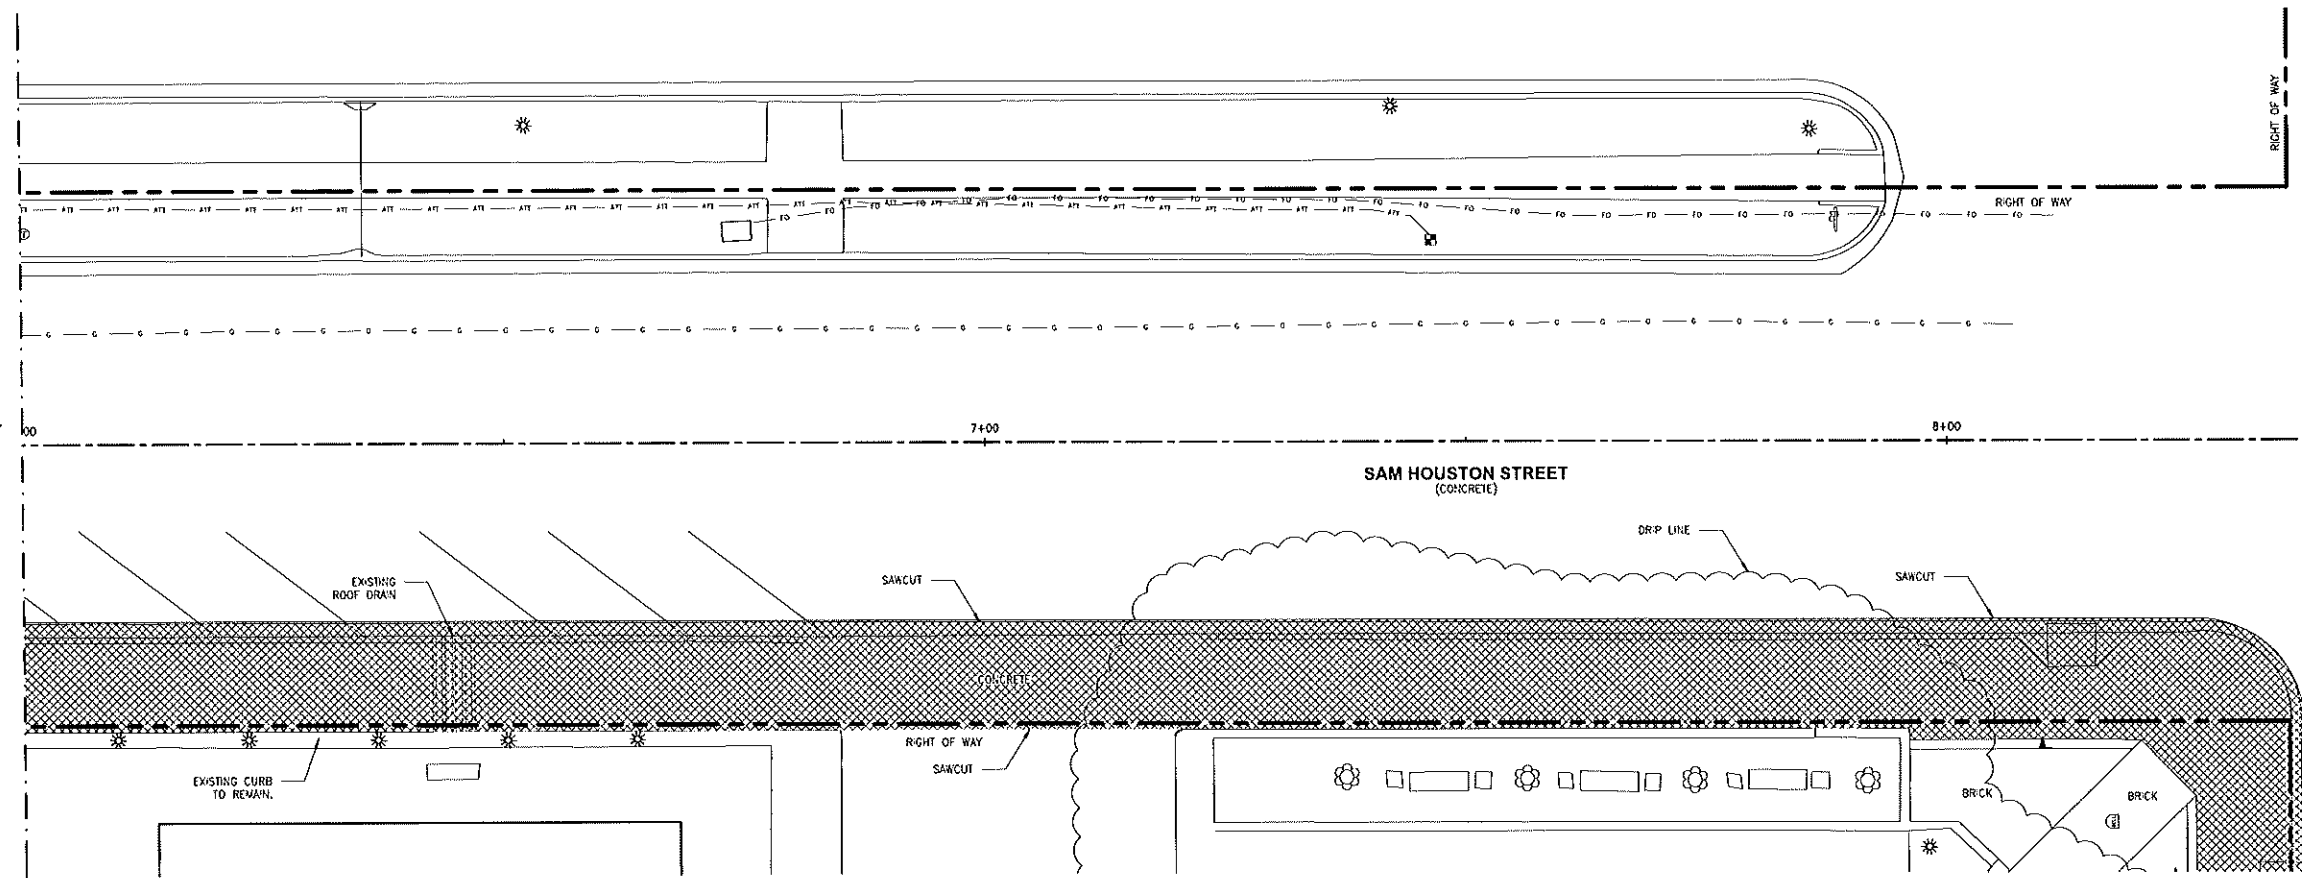 RIGHT OF WAY
RIGHT OF WAY
00
7+00
8+00
SAM HOUSTON STREET
(CONCRETE)
DRIP LINE
EXISTING
ROOF DRAIN
SAWCUT
SAWCUT
CONCRETE
RIGHT OF WAY
SAWCUT
EXISTING CURB
TO REMAIN.
BRICK
BRICK